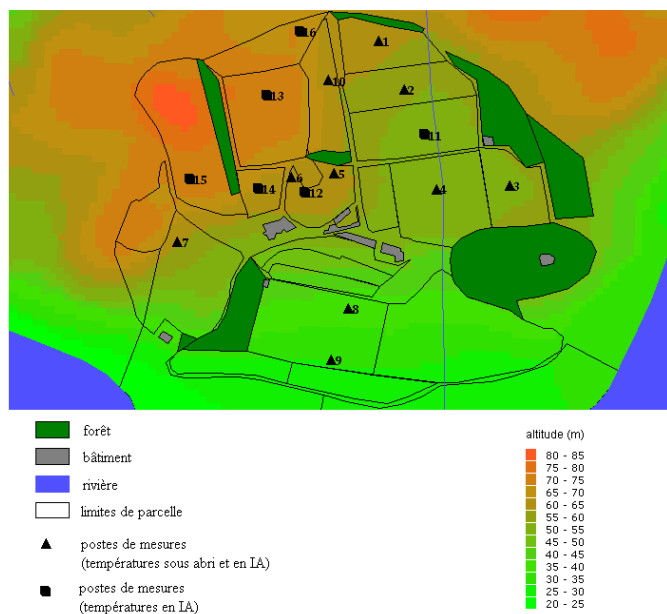 16
1
10
2
13
11
15
14
6
5
12
4
3
7
8
9
forêt
bâtiment
rivière
limites de parcelle
postes de mesures
(températures sous abri et en IA)
postes de mesures
(températures en IA)
altitude (m)
80 - 85
75 - 80
70 - 75
65 - 70
60 - 65
55 - 60
50 - 55
45 - 50
40 - 45
35 - 40
30 - 35
25 - 30
20 - 25